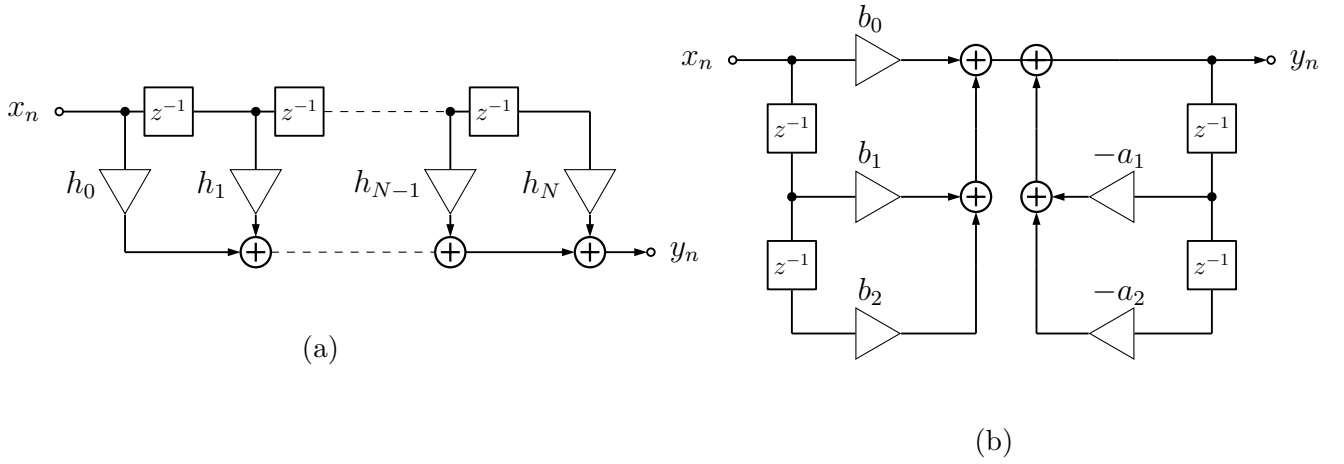 $x_n$ $z^{-1}$ $z^{-1}$ $z^{-1}$
$h_0$ $h_1$ $h_{N-1}$ $h_N$
$y_n$
(a)
$b_0$
$x_n$ $y_n$
$z^{-1}$ $z^{-1}$
$b_1$ $-a_1$
$z^{-1}$ $z^{-1}$
$b_2$ $-a_2$
(b)